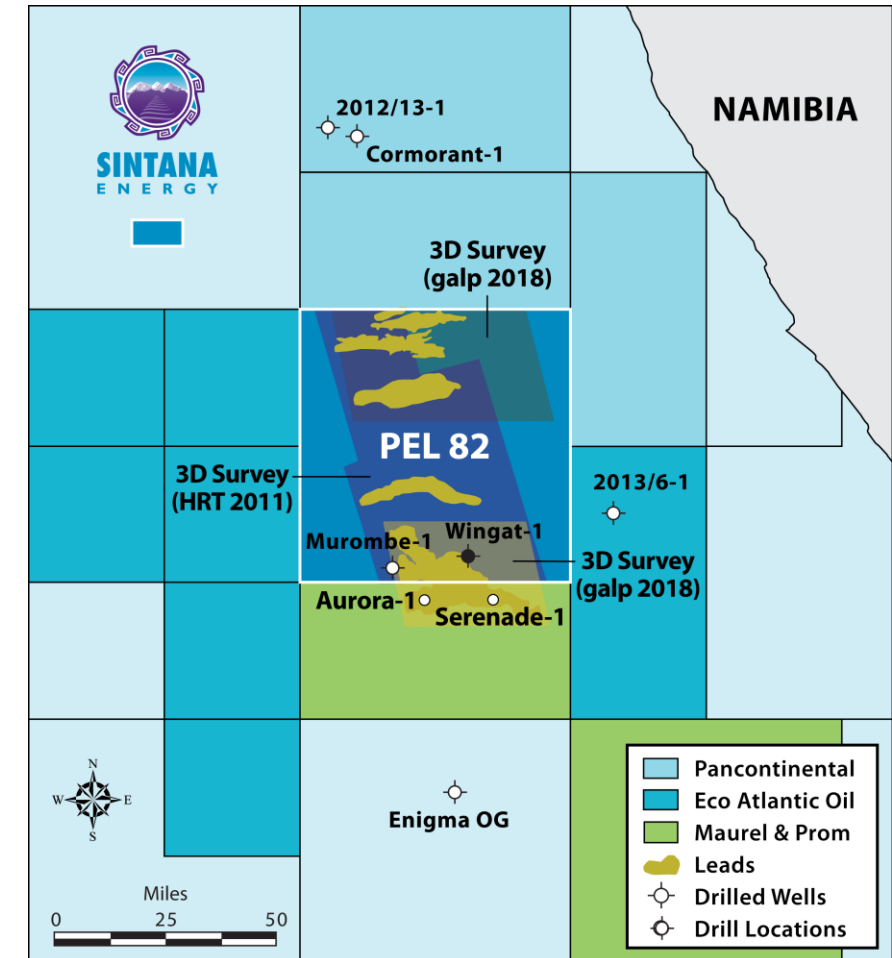 2012/13-1
NAMIBIA
Cormorant-1
SINTANA
ENERGY
3D Survey
(galp 2018)
PEL 82
3D Survey
(HRT 2011)
2013/6-1
Murombe-1
Wingat-1
3D Survey
(galp 2018)
Aurora-1
Serenade-1
Enigma OG
N
W
E
S
Miles
0
25
50
Pancontinental
Eco Atlantic Oil
Maurel & Prom
Leads
Drilled Wells
Drill Locations